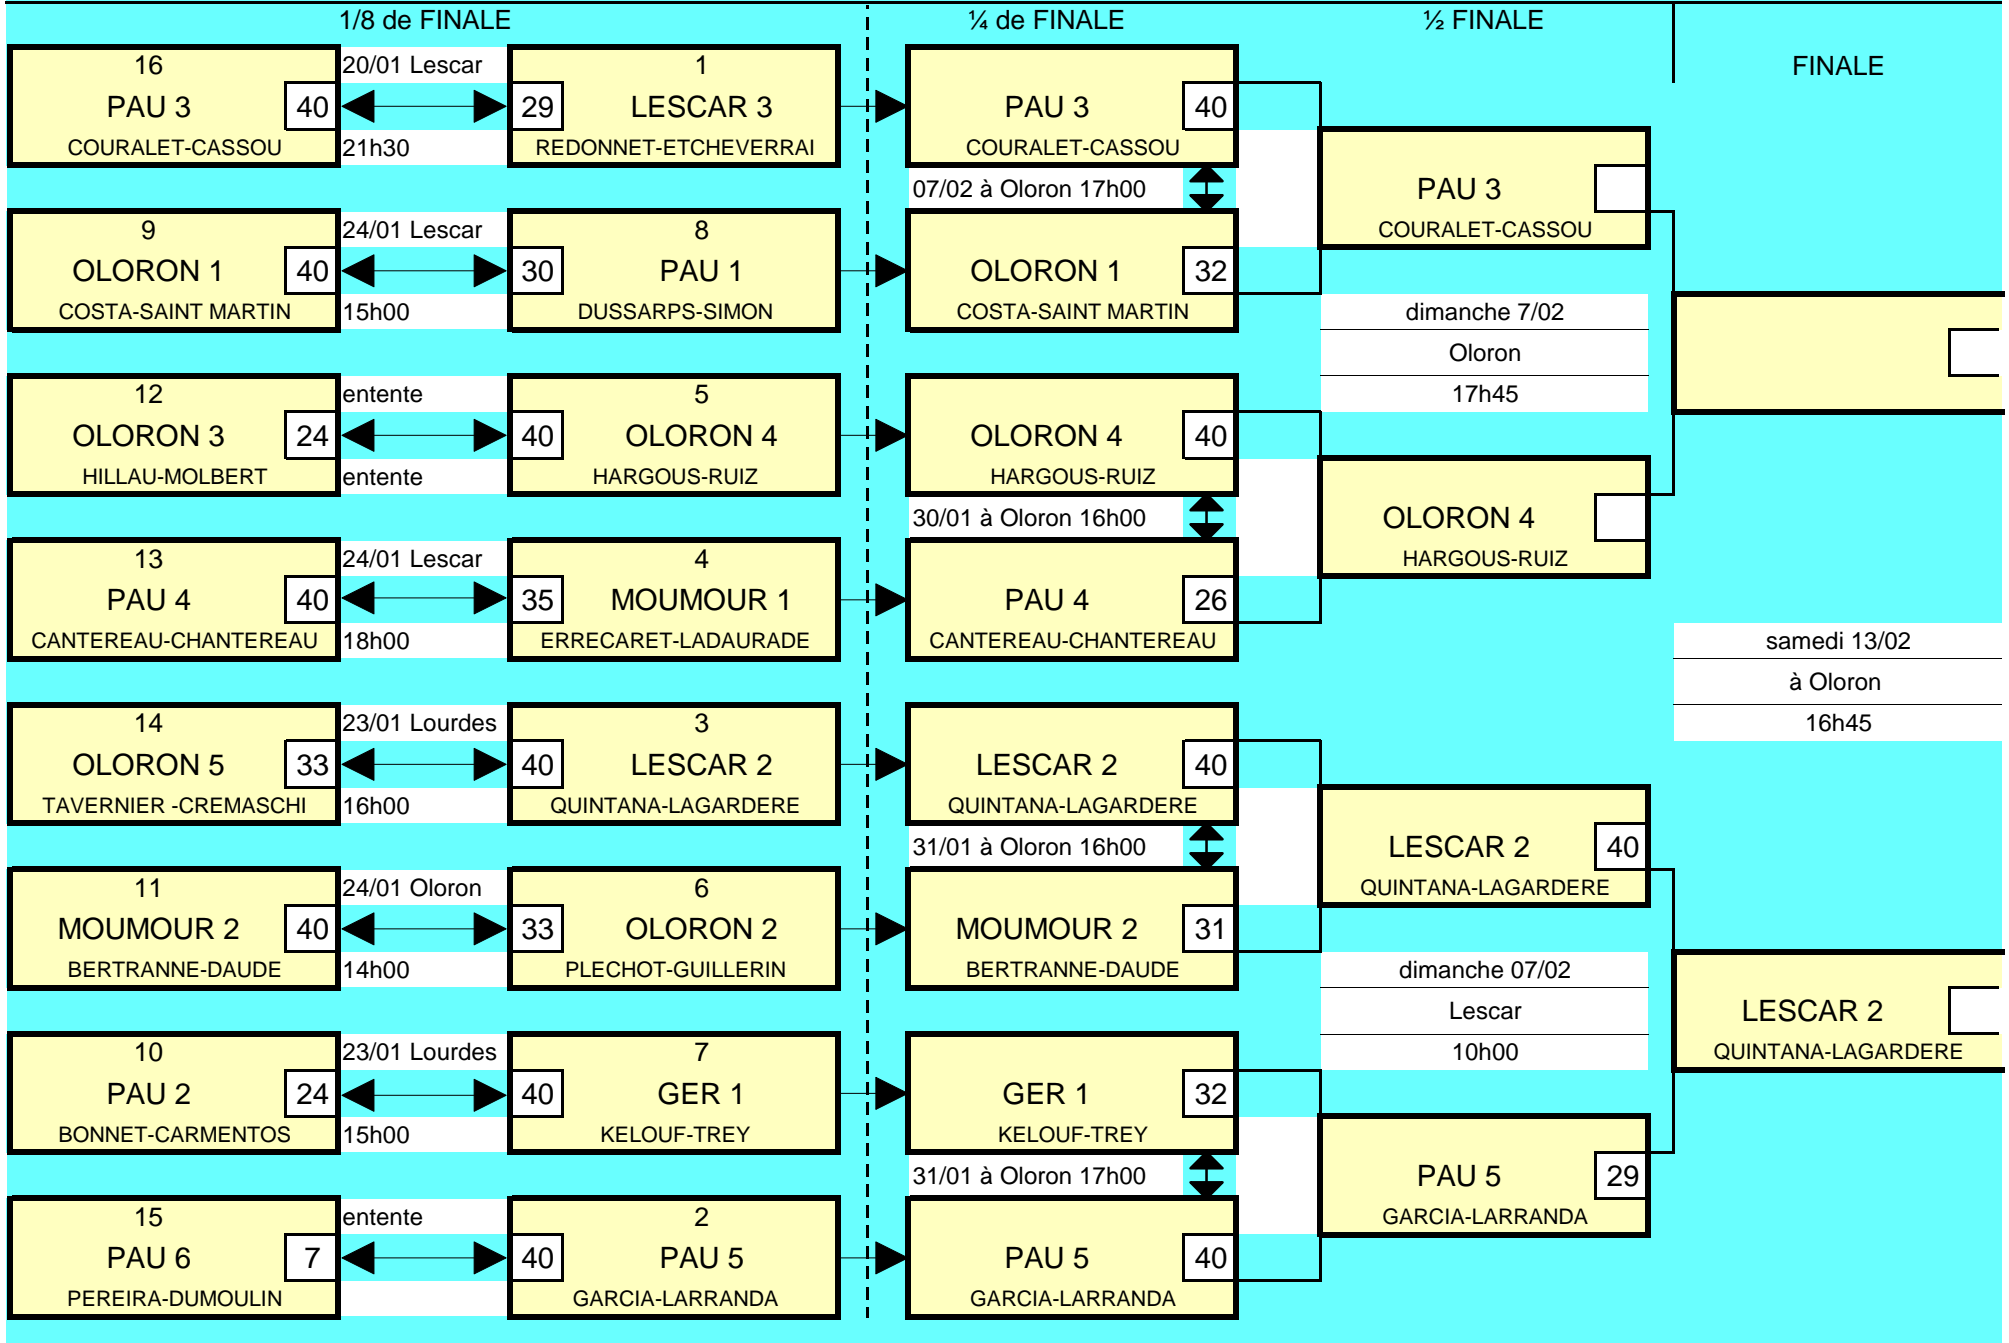 1/8 de FINALE
¼ de FINALE
½ FINALE
FINALE
16
PAU 3
40
COURALET-CASSOU
20/01 Lescar
21h30
1
29
LESCAR 3
REDONNET-ETCHEVERRAI
9
OLORON 1
40
COSTA-SAINT MARTIN
24/01 Lescar
15h00
8
30
PAU 1
DUSSARPS-SIMON
12
OLORON 3
24
HILLAU-MOLBERT
entente
entente
5
40
OLORON 4
HARGOUS-RUIZ
13
PAU 4
40
CANTEREAU-CHANTEREAU
24/01 Lescar
18h00
4
35
MOUMOUR 1
ERRECARET-LADAURADE
14
OLORON 5
33
TAVERNIER -CREMASCHI
23/01 Lourdes
16h00
3
40
LESCAR 2
QUINTANA-LAGARDERE
11
MOUMOUR 2
40
BERTRANNE-DAUDE
24/01 Oloron
14h00
6
33
OLORON 2
PLECHOT-GUILLERIN
10
PAU 2
24
BONNET-CARMENTOS
23/01 Lourdes
15h00
7
40
GER 1
KELOUF-TREY
15
PAU 6
7
PEREIRA-DUMOULIN
entente
2
40
PAU 5
GARCIA-LARRANDA
PAU 3
40
COURALET-CASSOU
07/02 à Oloron 17h00
OLORON 1
32
COSTA-SAINT MARTIN
OLORON 4
40
HARGOUS-RUIZ
30/01 à Oloron 16h00
PAU 4
26
CANTEREAU-CHANTEREAU
LESCAR 2
40
QUINTANA-LAGARDERE
31/01 à Oloron 16h00
MOUMOUR 2
31
BERTRANNE-DAUDE
GER 1
32
KELOUF-TREY
31/01 à Oloron 17h00
PAU 5
40
GARCIA-LARRANDA
PAU 3
COURALET-CASSOU
dimanche 7/02
Oloron
17h45
OLORON 4
HARGOUS-RUIZ
LESCAR 2
40
QUINTANA-LAGARDERE
dimanche 07/02
Lescar
10h00
PAU 5
29
GARCIA-LARRANDA
samedi 13/02
à Oloron
16h45
LESCAR 2
QUINTANA-LAGARDERE